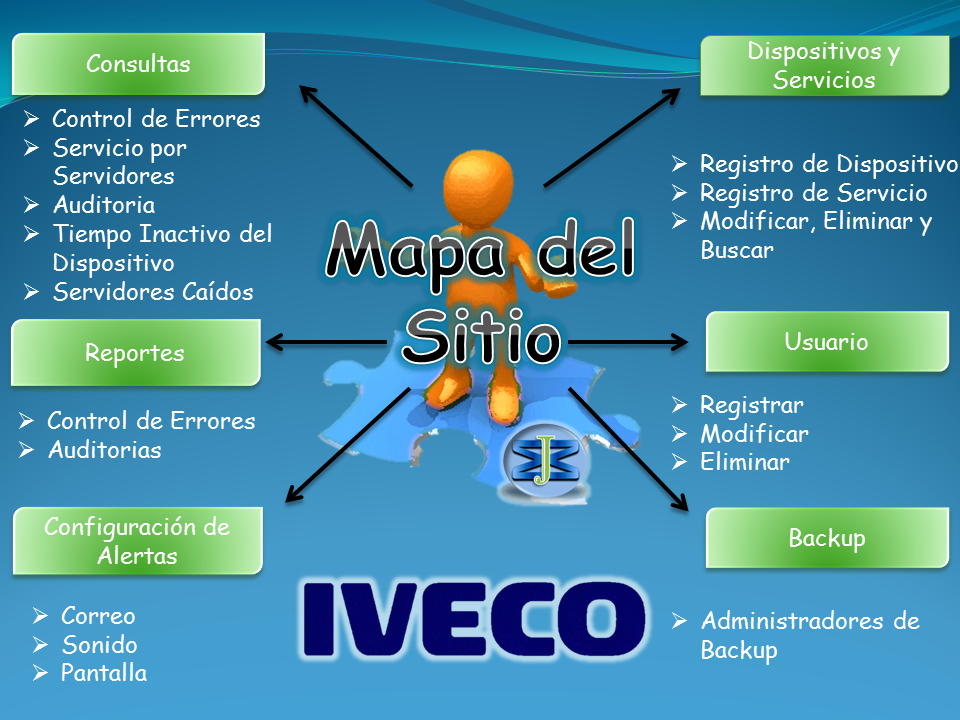 Consultas
Control de Errores
Servicio por
Servidores
Auditoria
Tiempo Inactivo del
Dispositivo
Servidores Caídos
Reportes
Control de Errores
Auditorias
Configuración de
Alertas
Correo
Sonido
Pantalla
Mapa del
Sitio
J
IVECO
Dispositivos y
Servicios
Registro de Dispositivo
Registro de Servicio
Modificar, Eliminar y
Buscar
Usuario
Registrar
Modificar
Eliminar
Backup
Administradores de
Backup